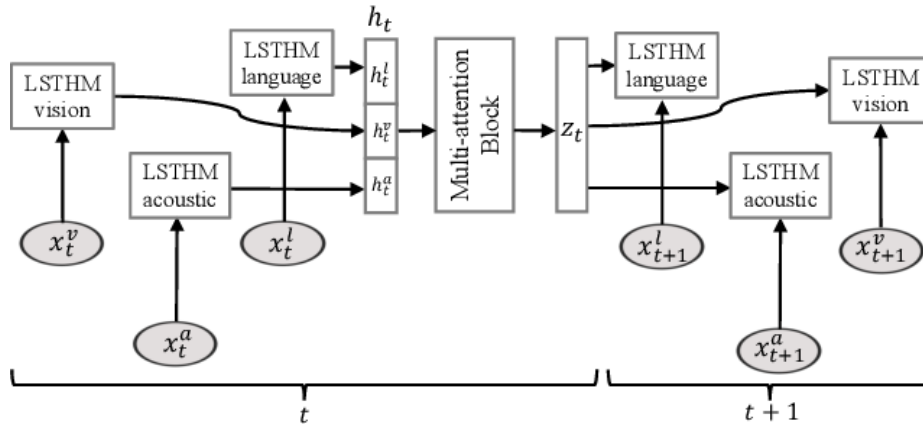 h_t
LSTHM
vision
LSTHM
language
LSTHM
acoustic
x_t^v
x_t^a
x_t^l
h_t^l
h_t^v
h_t^a
Multi-attention
Block
z_t
LSTHM
language
LSTHM
vision
LSTHM
acoustic
x_{t+1}^l
x_{t+1}^a
x_{t+1}^v
t
t + 1